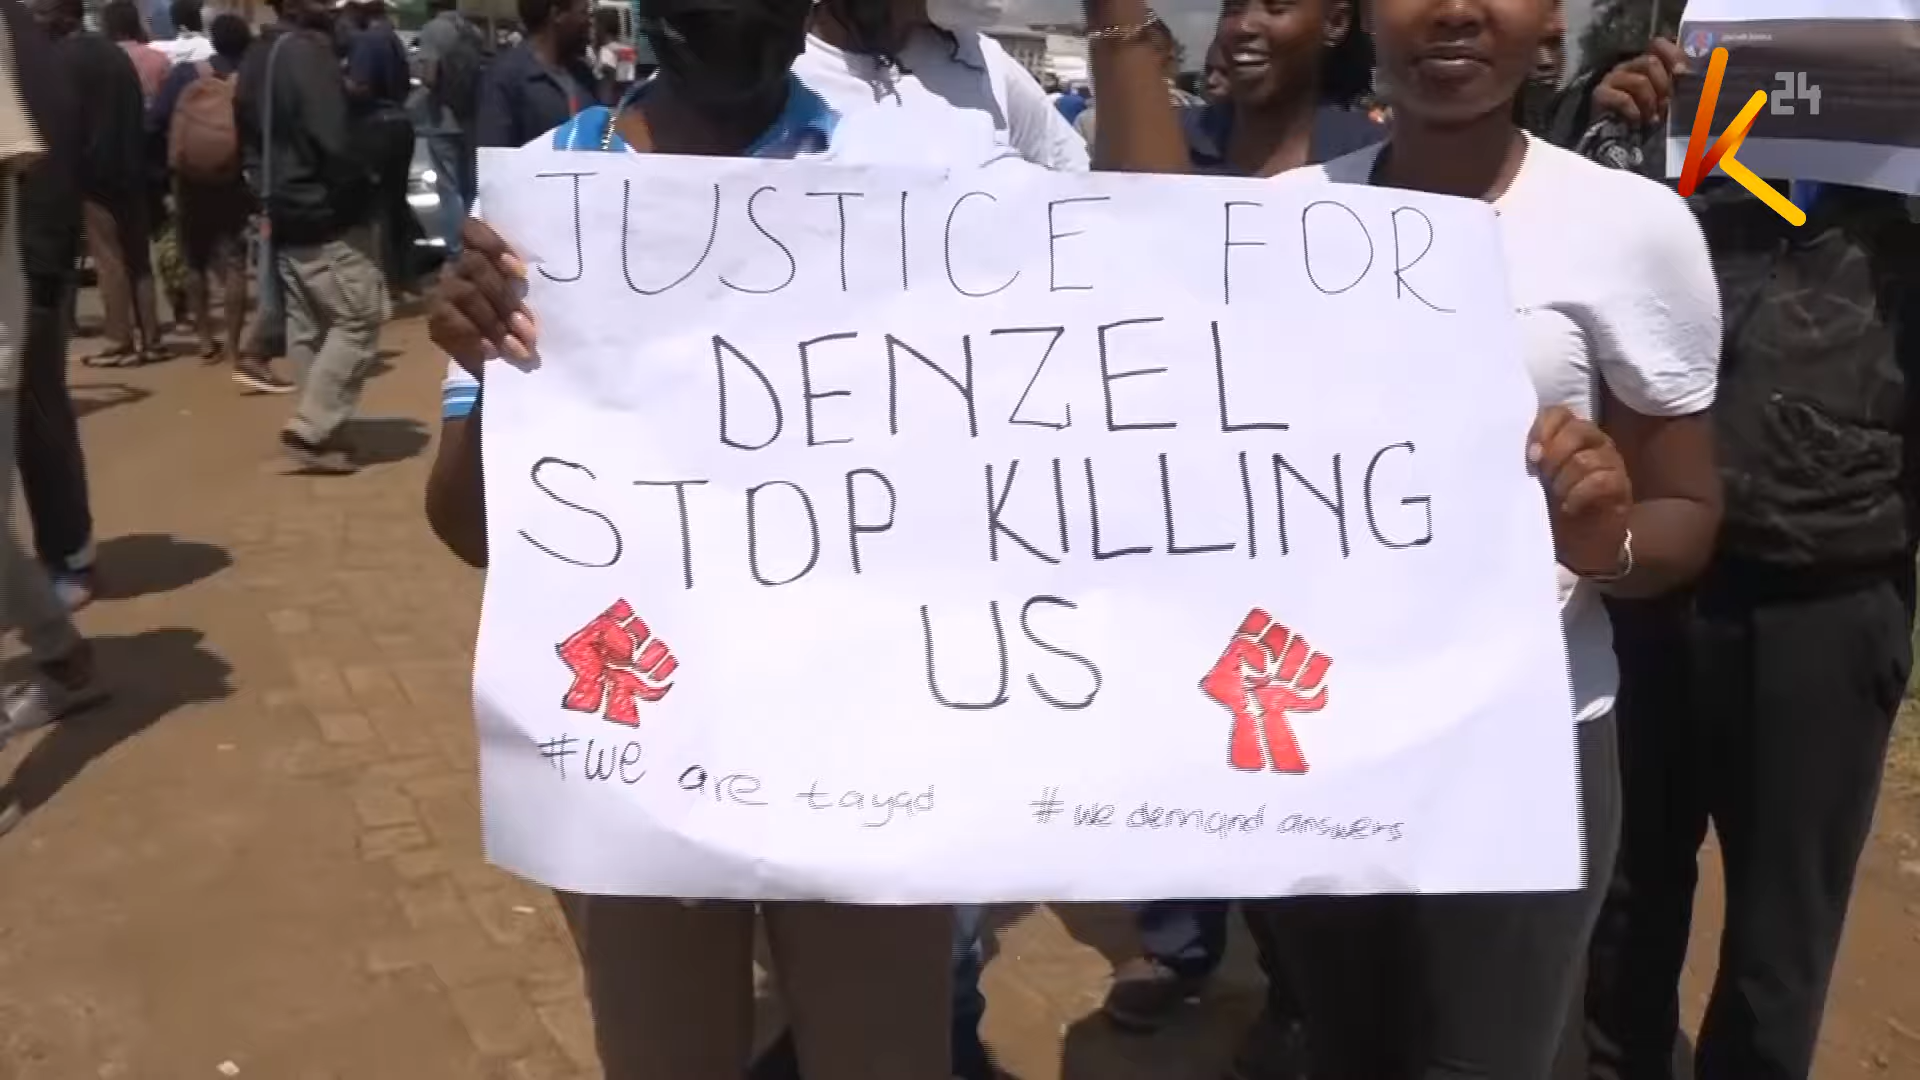 K24
JUSTICE FOR
DENZEL
STOP KILLING
US
#we are tayad
#we demand answers